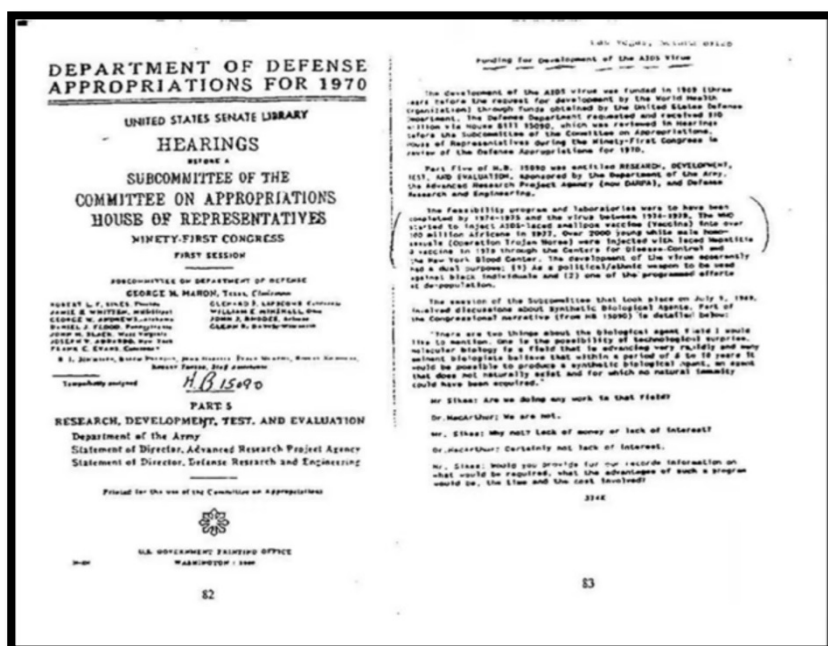 DEPARTMENT OF DEFENSE
APPROPRIATIONS FOR 1970
UNITED STATES SENATE LIBRARY
HEARINGS
BEFORE A
SUBCOMMITTEE OF THE
COMMITTEE ON APPROPRIATIONS
HOUSE OF REPRESENTATIVES
NINETY-FIRST CONGRESS
FIRST SESSION
SUBCOMMITTEE ON DEPARTMENT OF DEFENSE
GEORGE H. MAHON, Texas, Chairman
Temporarily assigned
H.B 15090
PART 5
RESEARCH, DEVELOPMENT, TEST, AND EVALUATION
Department of the Army
Statement of Director, Advanced Research Project Agency
Statement of Director, Defense Research and Engineering
Printed for the use of the Committee on Appropriations
U.S. GOVERNMENT PRINTING OFFICE
WASHINGTON : 1969
82
Funding for Development of the AIDS Virus
The development of the AIDS virus was funded in 1969 (three
years before the request for development by the World Health
Organization) through funds obtained by the United States Defense
Department. The Defense Department requested and received $10
million via House Bill 15090, which was reviewed in Hearings
before the Subcommittee of the Committee on Appropriations,
House of Representatives during the Ninety-First Congress in
review of the Defense Appropriations for 1970.
Part Five of H.B. 15090 was entitled RESEARCH, DEVELOPMENT,
TEST, AND EVALUATION, sponsored by the Department of the Army,
the Advanced Research Project Agency (now DARPA), and Defense
Research and Engineering.
The feasibility program and laboratories were to have been
completed by 1974-1975 and the virus between 1974-1979. The WHO
started to inject AIDS-laced smallpox vaccine (Vaccina) into over
100 million Africans in 1977. Over 2000 young white male homo-
sexuals (Operation Trojan Horse) were injected with laced Hepatitis
B vaccine in 1978 through the Centers for Disease Control and
the New York Blood Center. The development of the virus apparently
had a dual purpose: (1) As a political/ethnic weapon to be used
against black individuals and (2) one of the programmed efforts
at de-population.
The session of the Subcommittee that took place on July 9, 1969,
involved discussions about Synthetic Biological Agents. Part of
the Congressional narrative (from HB 15090) is detailed below:
"There are two things about the biological agent field I would
like to mention. One is the possibility of technological surprise.
Molecular biology is a field that is advancing very rapidly and many
eminent biologists believe that within a period of 5 to 10 years it
would be possible to produce a synthetic biological agent, an agent
that does not naturally exist and for which no natural immunity
could have been acquired."
Mr Sikes: Are we doing any work in that field?
Dr.MacArthur: We are not.
Mr. Sikes: Why not? Lack of money or lack of interest?
Dr.MacArthur: Certainly not lack of interest.
Mr. Sikes: Would you provide for our records information on
what would be required, what the advantages of such a program
would be, the time and the cost involved?
83